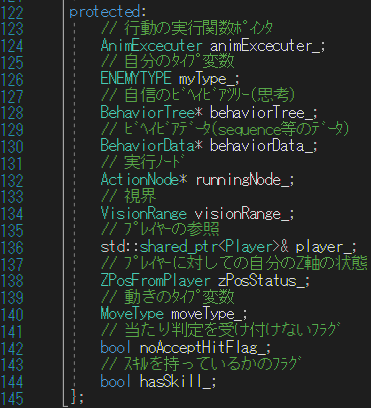 121
122 protected:
123 // 行動の実行関数ﾎﾟｲﾝﾀ
124 AnimExcecuter animExcecuter_;
125 // 自分のﾀｲﾌﾟ変数
126 ENEMYTYPE myType_;
127 // 自信のﾋﾞﾍｲﾋﾞｱﾂﾘｰ(思考)
128 BehaviorTree* behaviorTree_;
129 // ﾋﾞﾍｲﾋﾞｱﾃﾞｰﾀ(sequence等のﾃﾞｰﾀ)
130 BehaviorData* behaviorData_;
131 // 実行ﾉｰﾄﾞ
132 ActionNode* runningNode_;
133 // 視界
134 VisionRange visionRange_;
135 // ﾌﾟﾚｲﾔｰの参照
136 std::shared_ptr<Player>& player_;
137 // ﾌﾟﾚｲﾔｰに対しての自分のZ軸の状態
138 ZPosFromPlayer zPosStatus_;
139 // 動きのﾀｲﾌﾟ変数
140 MoveType moveType_;
141 // 当たり判定を受け付けないﾌﾗｸﾞ
142 bool noAcceptHitFlag_;
143 // ｽｷﾙを持っているかのﾌﾗｸﾞ
144 bool hasSkill_;
145 };